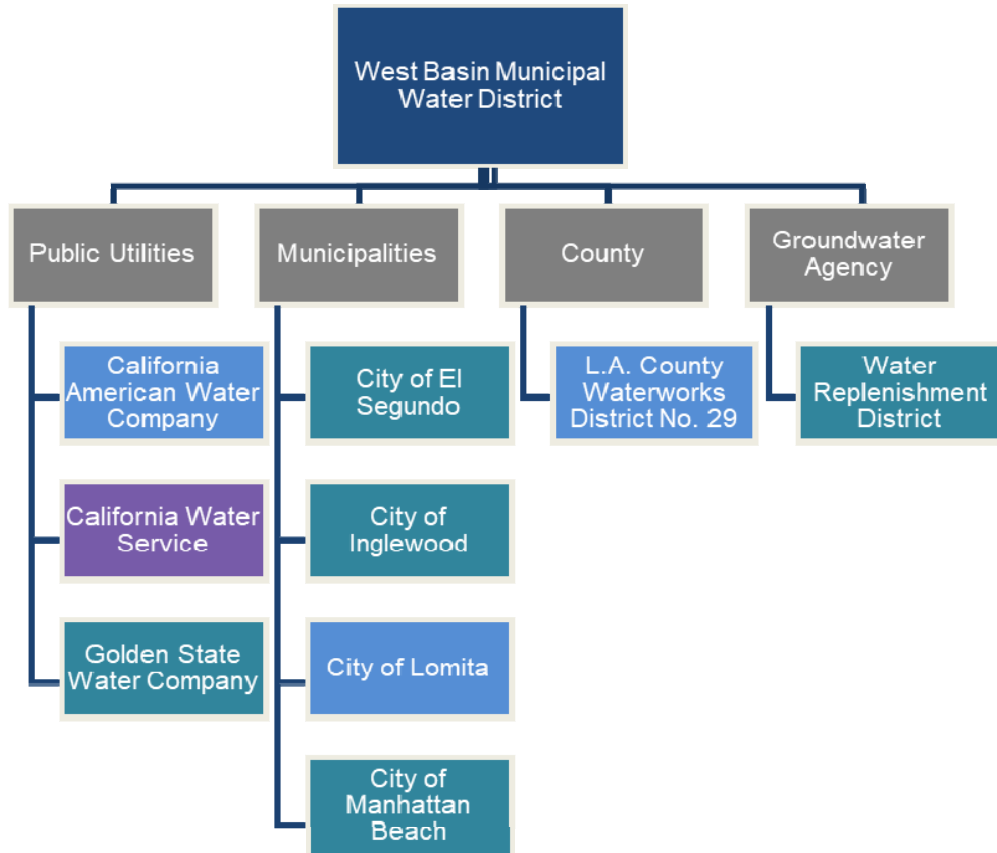 West Basin Municipal
Water District
Public Utilities
Municipalities
County
Groundwater
Agency
California
American Water
Company
City of El
Segundo
L.A. County
Waterworks
District No. 29
Water
Replenishment
District
California Water
Service
City of
Inglewood
Golden State
Water Company
City of Lomita
City of
Manhattan
Beach